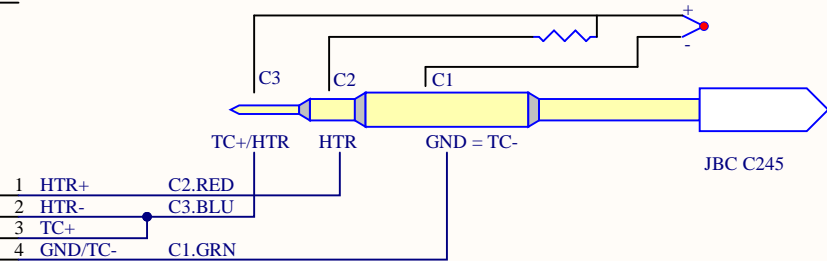 +
-
C3 C2 C1
TC+/HTR HTR GND = TC-
JBC C245
1 HTR+ C2.RED
2 HTR- C3.BLU
3 TC+
4 GND/TC- C1.GRN